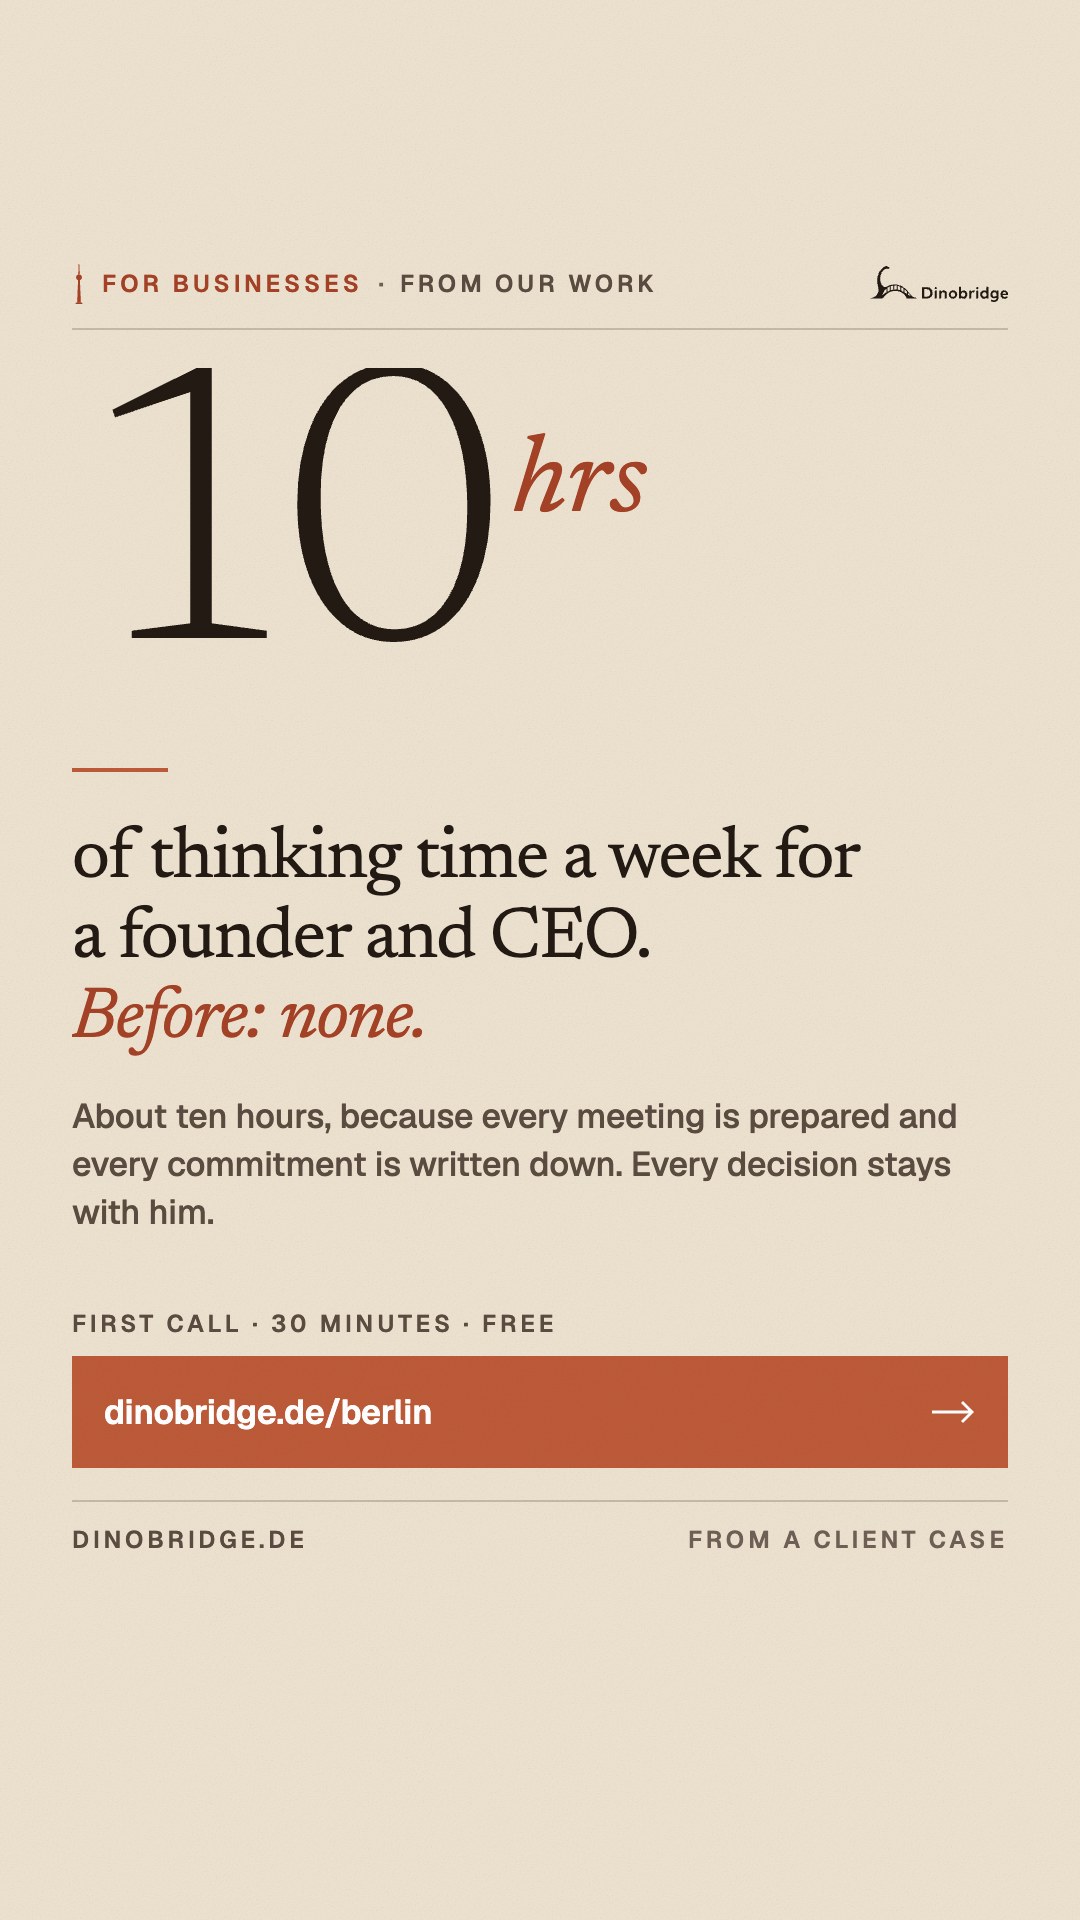 FOR BUSINESSES · FROM OUR WORK
Dinobridge
10 hrs
of thinking time a week for
a founder and CEO.
Before: none.
About ten hours, because every meeting is prepared and
every commitment is written down. Every decision stays
with him.
FIRST CALL · 30 MINUTES · FREE
dinobridge.de/berlin →
DINOBRIDGE.DE
FROM A CLIENT CASE